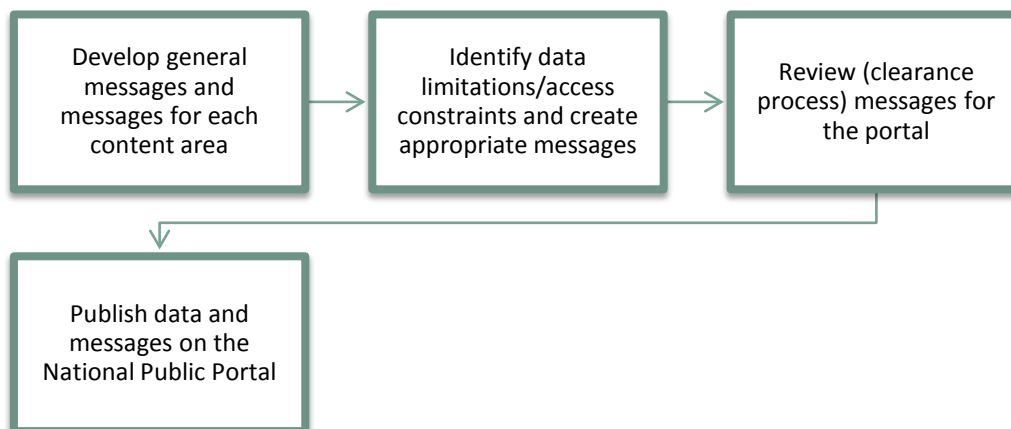 Develop general
messages and
messages for each
content area
Identify data
limitations/access
constraints and create
appropriate messages
Review (clearance
process) messages for
the portal
Publish data and
messages on the
National Public Portal